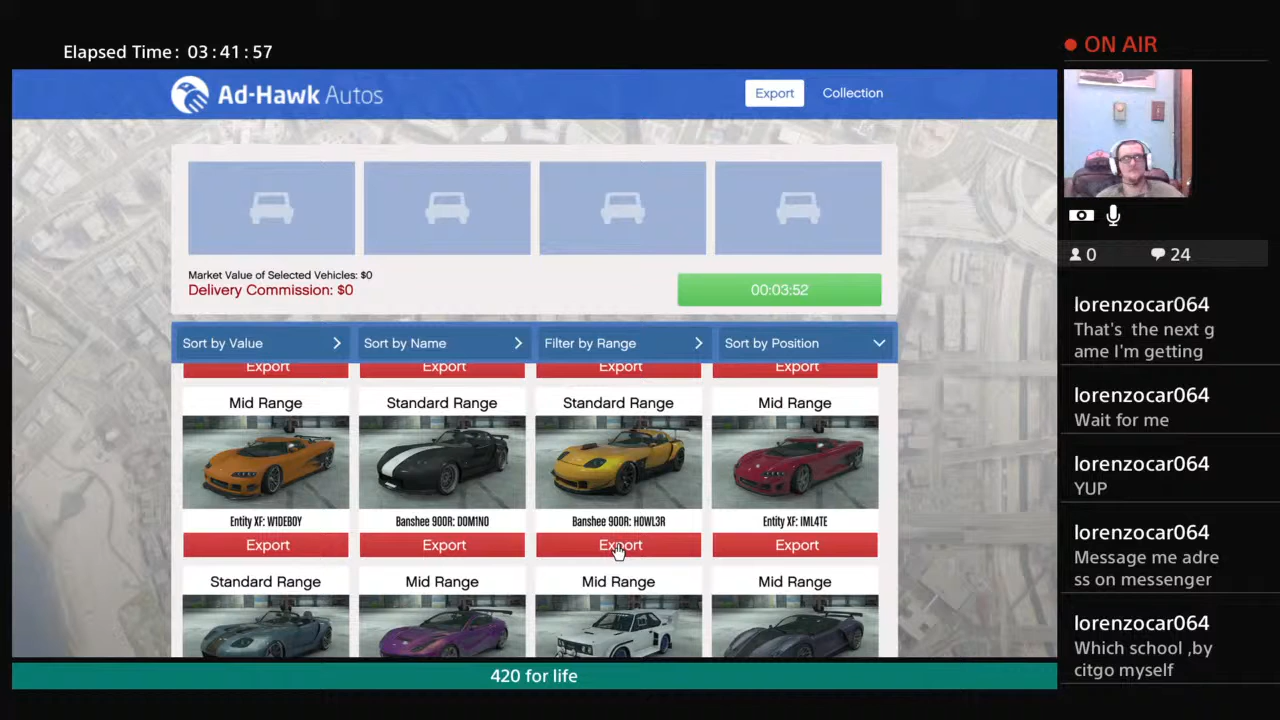 Elapsed Time: 03:41:57
ON AIR
Ad-Hawk Autos
Export
Collection
0
24
Market Value of Selected Vehicles: $0
Delivery Commission: $0
00:03:52
Sort by Value
Sort by Name
Filter by Range
Sort by Position
Export
Export
Export
Export
Mid Range
Standard Range
Standard Range
Mid Range
Entity XF: W1DEB0Y
Banshee 900R: D0M1N0
Banshee 900R: H0WL3R
Entity XF: IML4TE
Export
Export
Export
Export
Standard Range
Mid Range
Mid Range
Mid Range
420 for life
lorenzocar064
That's the next g
ame I'm getting
lorenzocar064
Wait for me
lorenzocar064
YUP
lorenzocar064
Message me adre
ss on messenger
lorenzocar064
Which school ,by
citgo myself